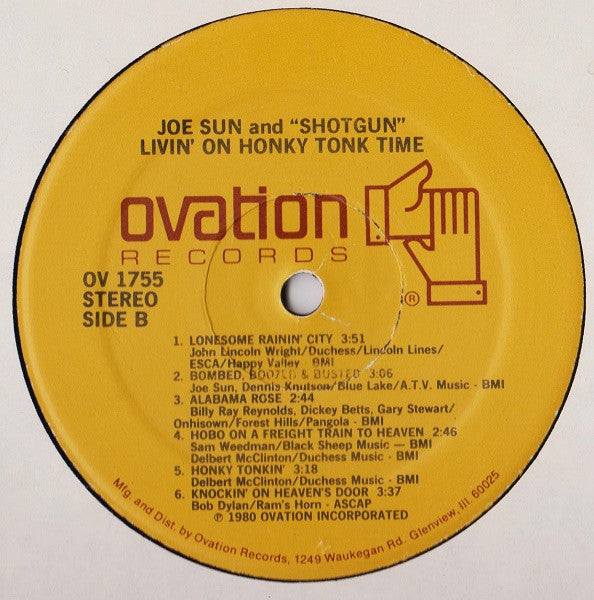 JOE SUN and "SHOTGUN"
LIVIN' ON HONKY TONK TIME
ovation
RECORDS
®
OV 1755
STEREO
SIDE B
1. LONESOME RAININ' CITY 3:51
John Lincoln Wright/Duchess/Lincoln Lines/
ESCA/Happy Valley - BMI
2. BOMBED, BOOZED & BUSTED 3:06
Joe Sun, Dennis Knutson/Blue Lake/A.T.V. Music - BMI
3. ALABAMA ROSE 2:44
Billy Ray Reynolds, Dickey Betts, Gary Stewart/
Onhisown/Forest Hills/Pangola - BMI
4. HOBO ON A FREIGHT TRAIN TO HEAVEN 2:46
Sam Weedman/Black Sheep Music — BMI
Delbert McClinton/Duchess Music - BMI
5. HONKY TONKIN' 3:18
Delbert McClinton/Duchess Music - BMI
6. KNOCKIN' ON HEAVEN'S DOOR 3:37
Bob Dylan/Ram's Horn - ASCAP
℗ 1980 OVATION INCORPORATED
Mfg. and Dist. by Ovation Records, 1249 Waukegan Rd. Glenview, Ill. 60025